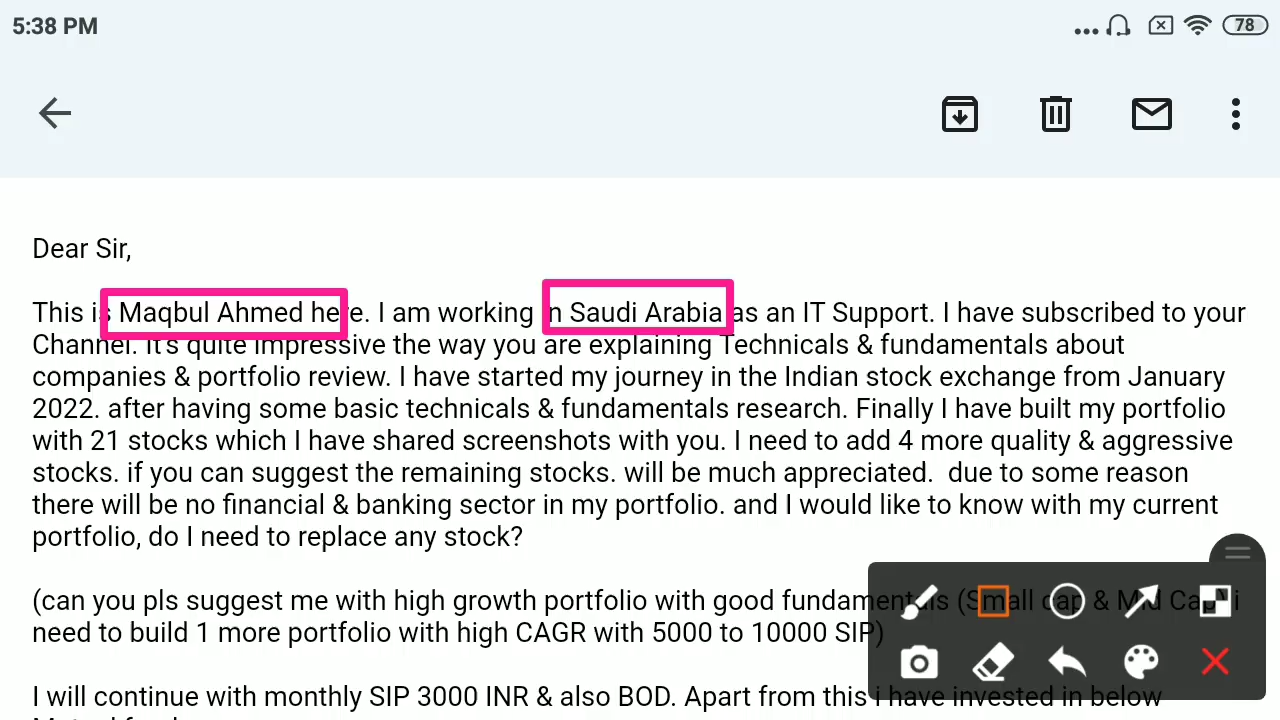 5:38 PM
78
Dear Sir,
This is Maqbul Ahmed here. I am working in Saudi Arabia as an IT Support. I have subscribed to your
Channel. It's quite impressive the way you are explaining Technicals & fundamentals about
companies & portfolio review. I have started my journey in the Indian stock exchange from January
2022. after having some basic technicals & fundamentals research. Finally I have built my portfolio
with 21 stocks which I have shared screenshots with you. I need to add 4 more quality & aggressive
stocks. if you can suggest the remaining stocks. will be much appreciated. due to some reason
there will be no financial & banking sector in my portfolio. and I would like to know with my current
portfolio, do I need to replace any stock?
(can you pls suggest me with high growth portfolio with good fundamentals (Small cap & Mid Cap) i
need to build 1 more portfolio with high CAGR with 5000 to 10000 SIP)
I will continue with monthly SIP 3000 INR & also BOD. Apart from this i have invested in below